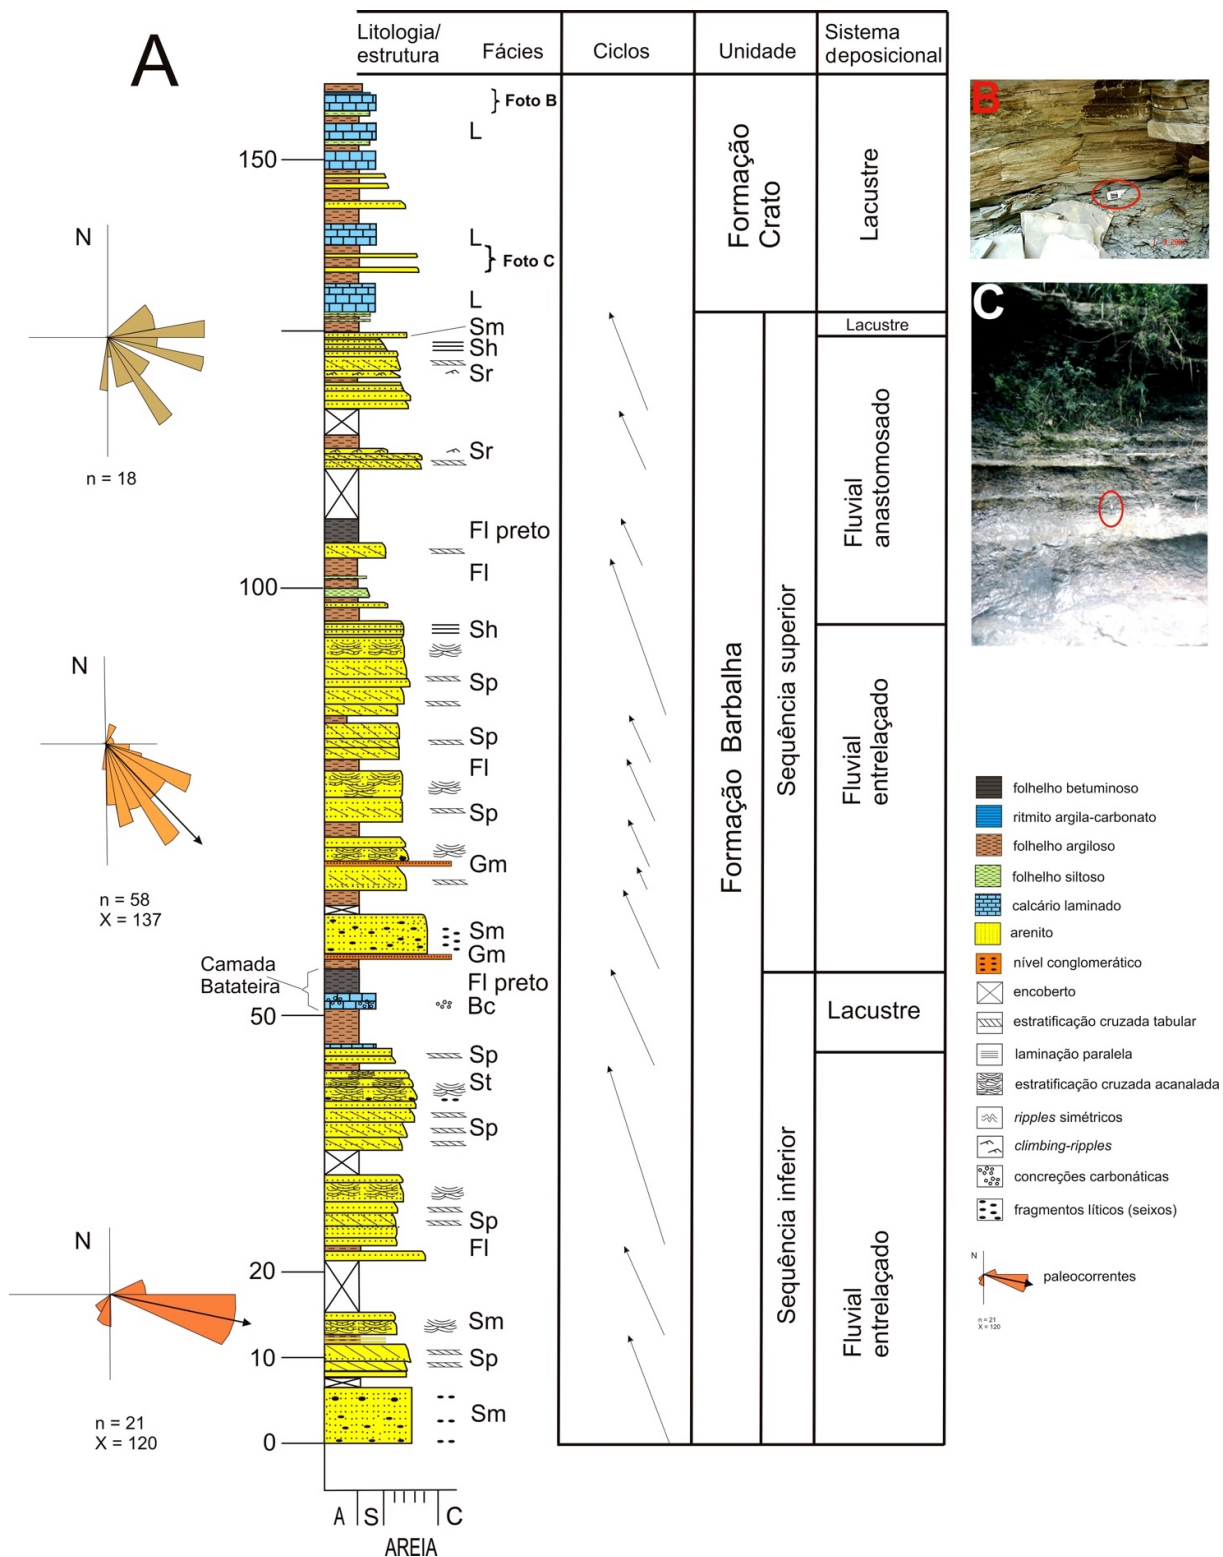 A
Litologia/
estrutura
Fácies
Ciclos
Unidade
Sistema
deposicional
Foto B
L
150
L
Foto C
L
Sm
Sh
Sr
Sr
Fl preto
Fl
100
Sh
Sp
Sp
Fl
Sp
Gm
Sm
Gm
Camada
Batateira
Fl preto
Bc
50
Sp
St
Sp
Sp
Fl
20
Sm
Sp
10
Sm
0
A
S
C
AREIA
N
n = 18
N
n = 58
X = 137
N
n = 21
X = 120
Formação
Crato
Formação Barbalha
Sequência superior
Sequência inferior
Lacustre
Lacustre
Fluvial
anastomosado
Fluvial
entrelaçado
Lacustre
Fluvial
entrelaçado
B
C
folhelho betuminoso
ritmito argila-carbonato
folhelho argiloso
folhelho siltoso
calcário laminado
arenito
nível conglomerático
encoberto
estratificação cruzada tabular
laminação paralela
estratificação cruzada acanalada
ripples simétricos
climbing-ripples
concreções carbonáticas
fragmentos líticos (seixos)
N
paleocorrentes
n = 21
X = 120